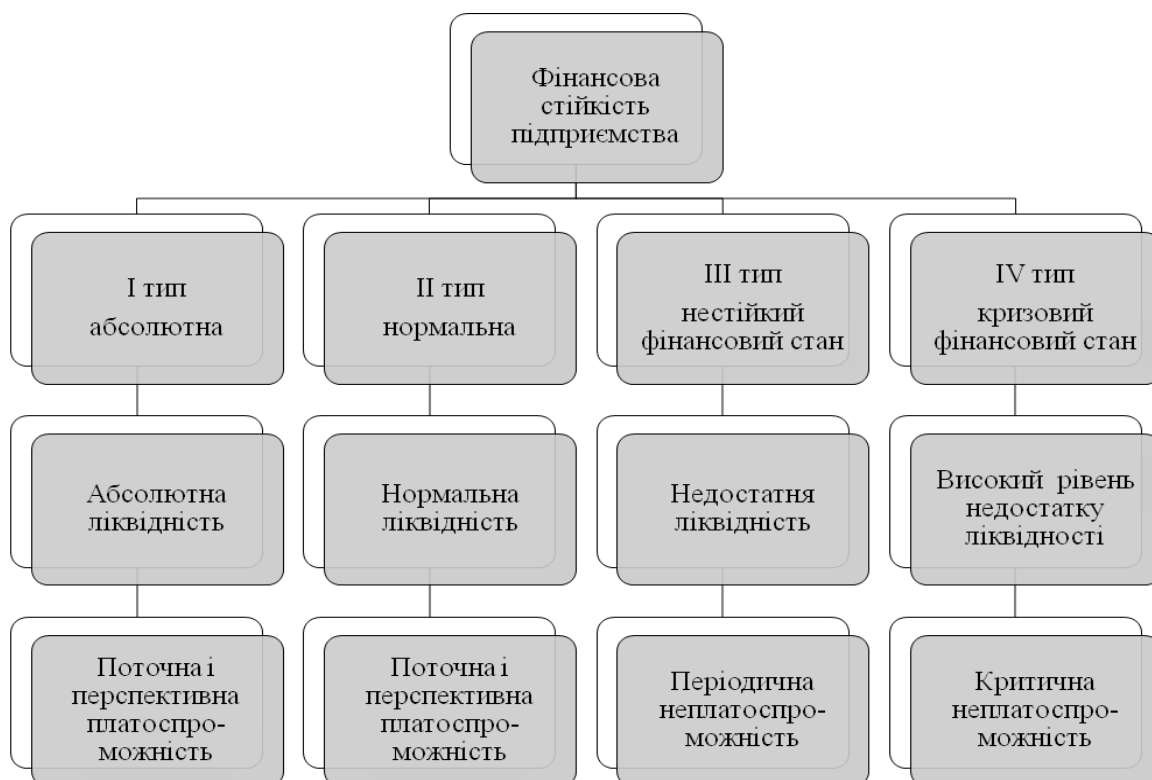 Фінансова
стійкість
підприємства
І тип
абсолютна
ІІ тип
нормальна
ІІІ тип
нестійкий
фінансовий стан
IV тип
кризовий
фінансовий стан
Абсолютна
ліквідність
Нормальна
ліквідність
Недостатня
ліквідність
Високий рівень
недостатку
ліквідності
Поточна і
перспективна
платоспро-
можність
Поточна і
перспективна
платоспро-
можність
Періодична
неплатоспро-
можність
Критична
неплатоспро-
можність